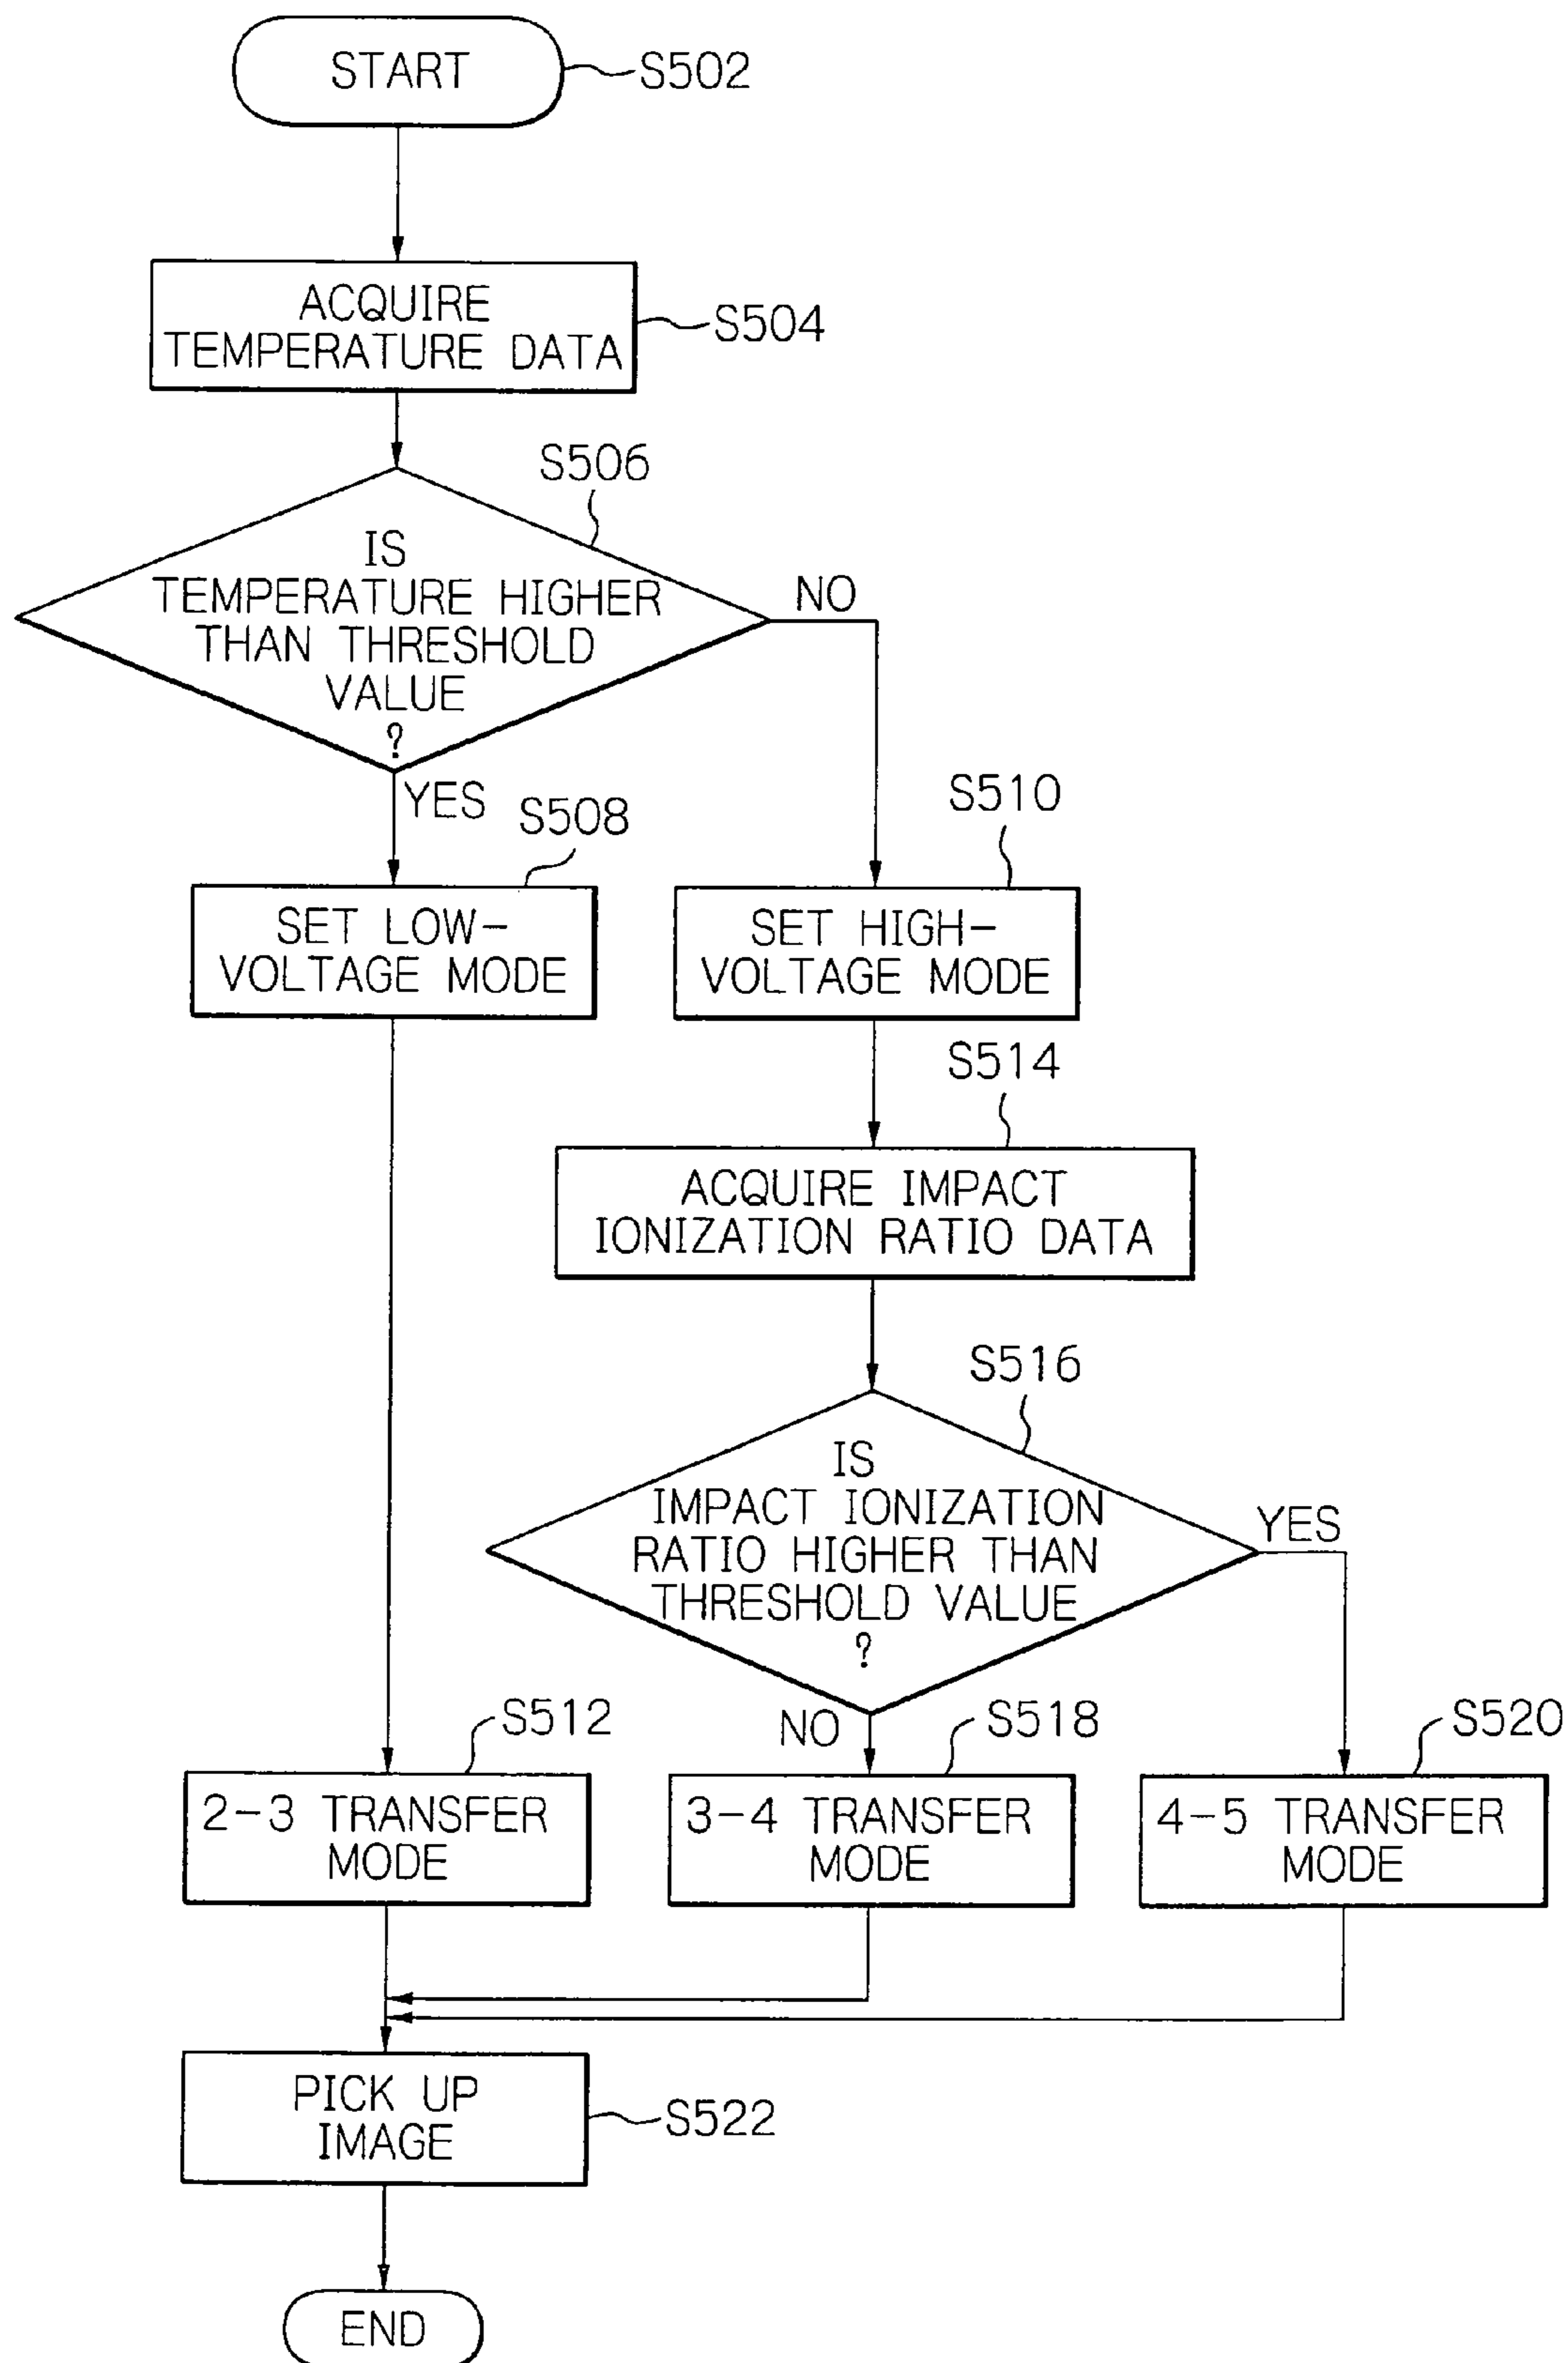 START
S502
ACQUIRE
TEMPERATURE DATA
S504
S506
IS
TEMPERATURE HIGHER
THAN THRESHOLD
VALUE
?
NO
YES
S508
S510
SET LOW-
VOLTAGE MODE
SET HIGH-
VOLTAGE MODE
S514
ACQUIRE IMPACT
IONIZATION RATIO DATA
S516
IS
IMPACT IONIZATION
RATIO HIGHER THAN
THRESHOLD VALUE
?
YES
NO
S512
S518
S520
2-3 TRANSFER
MODE
3-4 TRANSFER
MODE
4-5 TRANSFER
MODE
PICK UP
IMAGE
S522
END